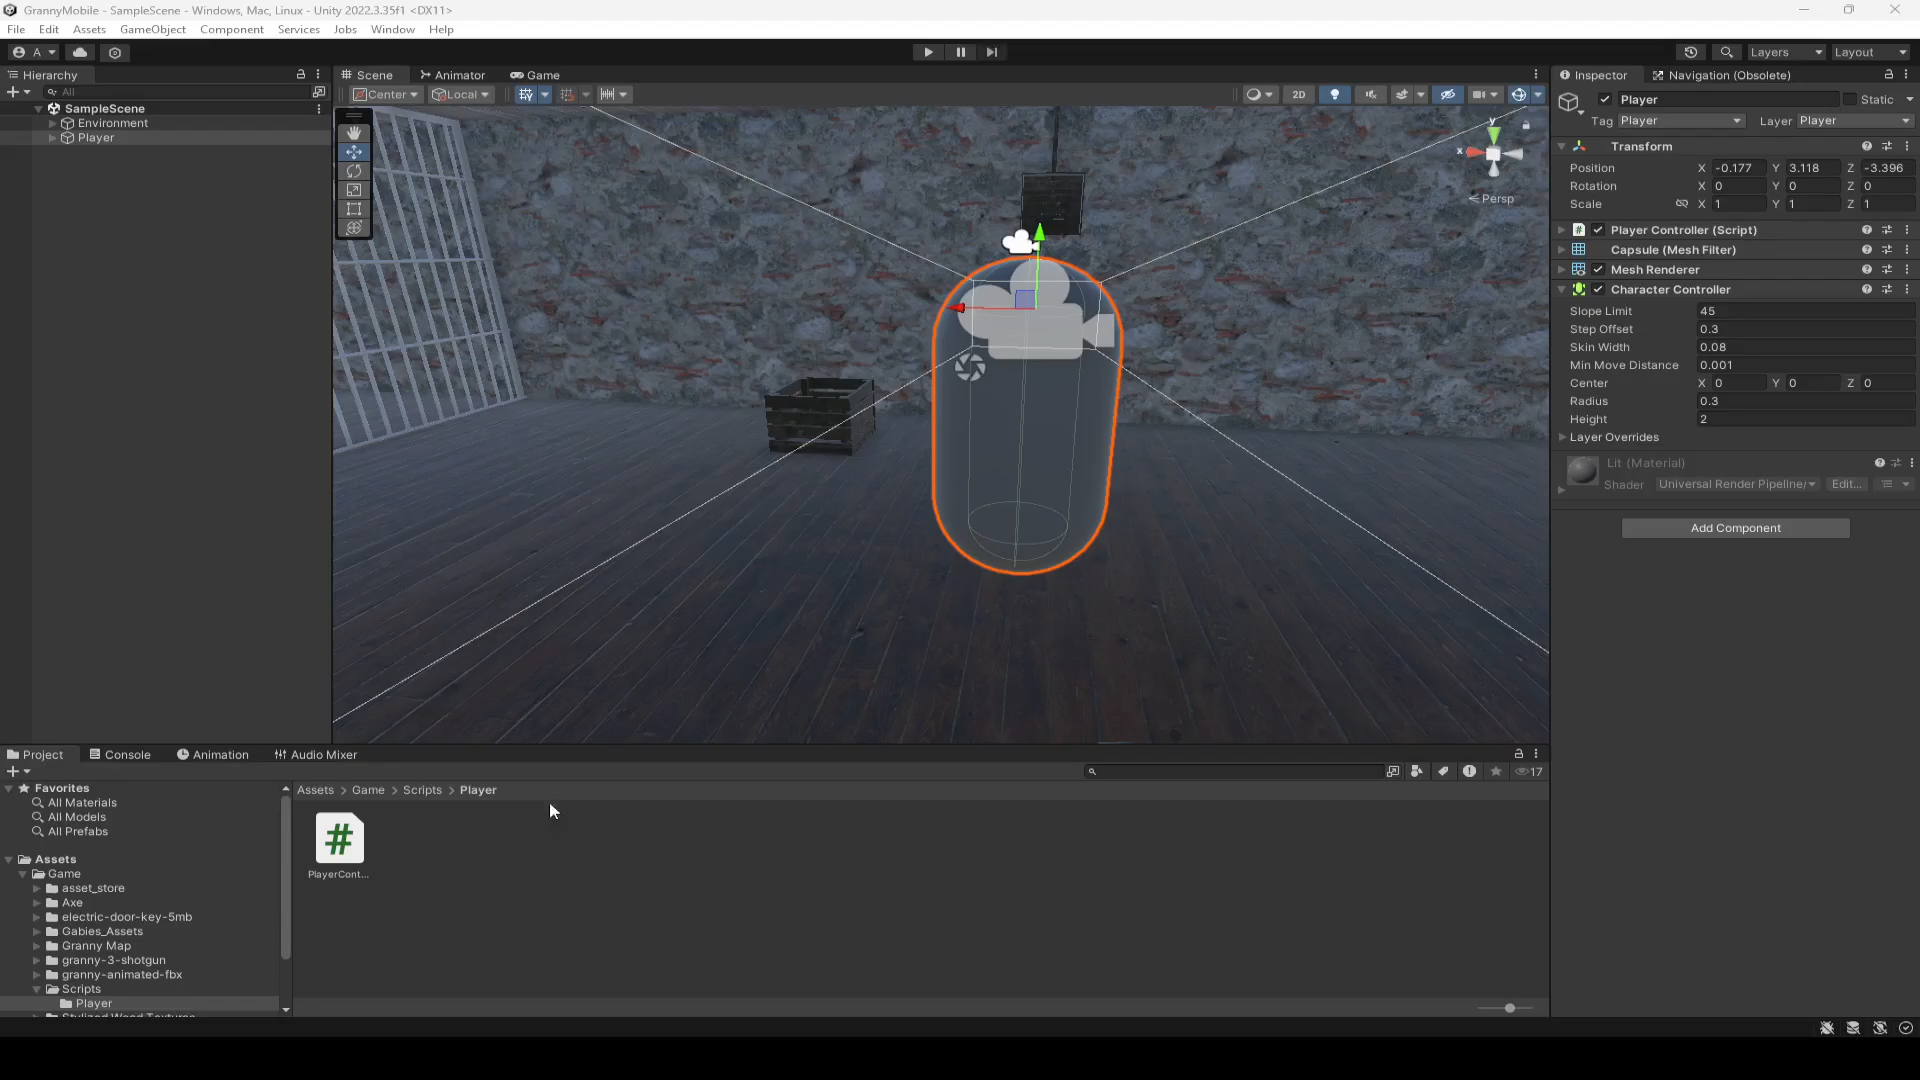 GrannyMobile - SampleScene - Windows, Mac, Linux - Unity 2022.3.35f1 <DX11>
File Edit Assets GameObject Component Services Jobs Window Help
A Layers Layout
Hierarchy
All
SampleScene
Environment
Player
Scene Animator Game
Center Local 2D
y
x
Persp
Inspector Navigation (Obsolete)
Player Static
Tag Player Layer Player
Transform
Position X -0.177 Y 3.118 Z -3.396
Rotation X 0 Y 0 Z 0
Scale X 1 Y 1 Z 1
# Player Controller (Script)
Capsule (Mesh Filter)
Mesh Renderer
Character Controller
Slope Limit 45
Step Offset 0.3
Skin Width 0.08
Min Move Distance 0.001
Center X 0 Y 0 Z 0
Radius 0.3
Height 2
Layer Overrides
Lit (Material)
Shader Universal Render Pipeline/ Edit...
Add Component
Project Console Animation Audio Mixer
17
Favorites
All Materials
All Models
All Prefabs
Assets
Game
asset_store
Axe
electric-door-key-5mb
Gabies_Assets
Granny Map
granny-3-shotgun
granny-animated-fbx
Scripts
Player
Assets > Game > Scripts > Player
#
PlayerCont...